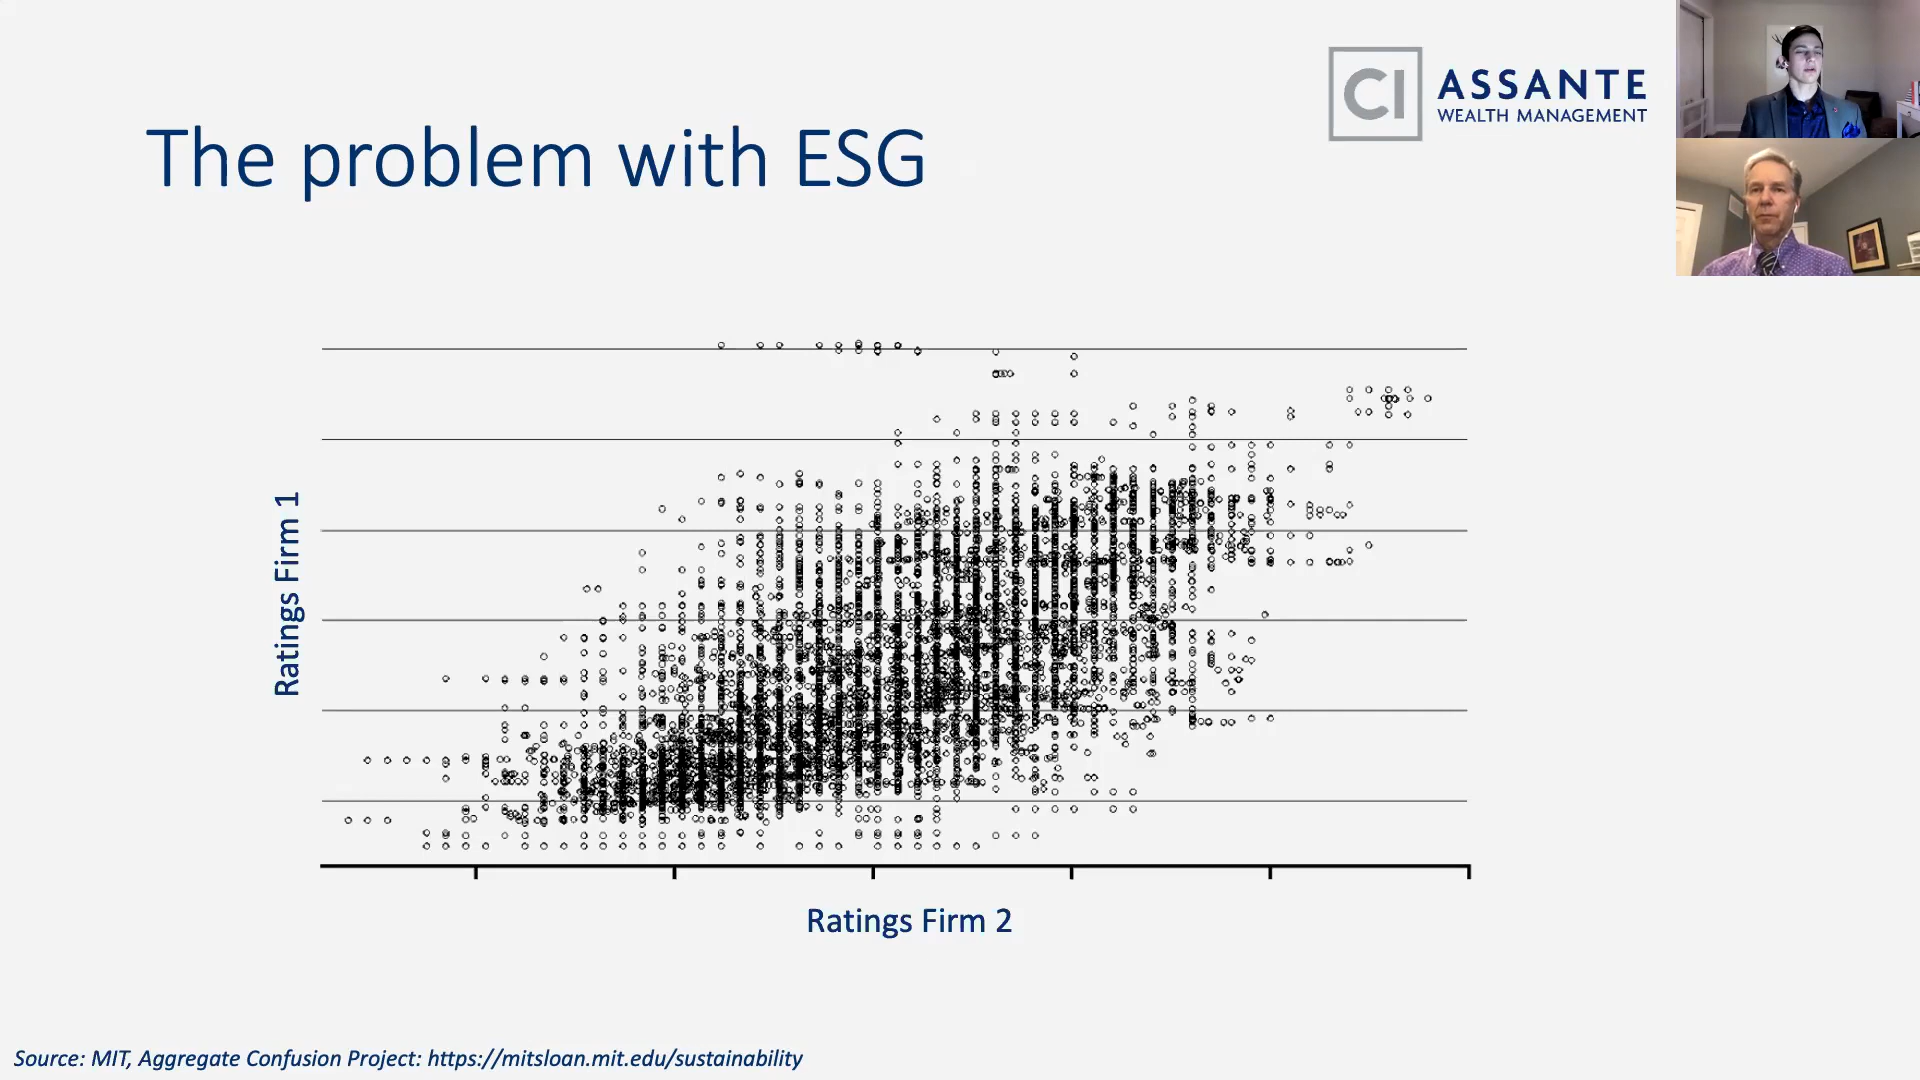 The problem with ESG
CI ASSANTE
WEALTH MANAGEMENT
Ratings Firm 1
Ratings Firm 2
Source: MIT, Aggregate Confusion Project: https://mitsloan.mit.edu/sustainability